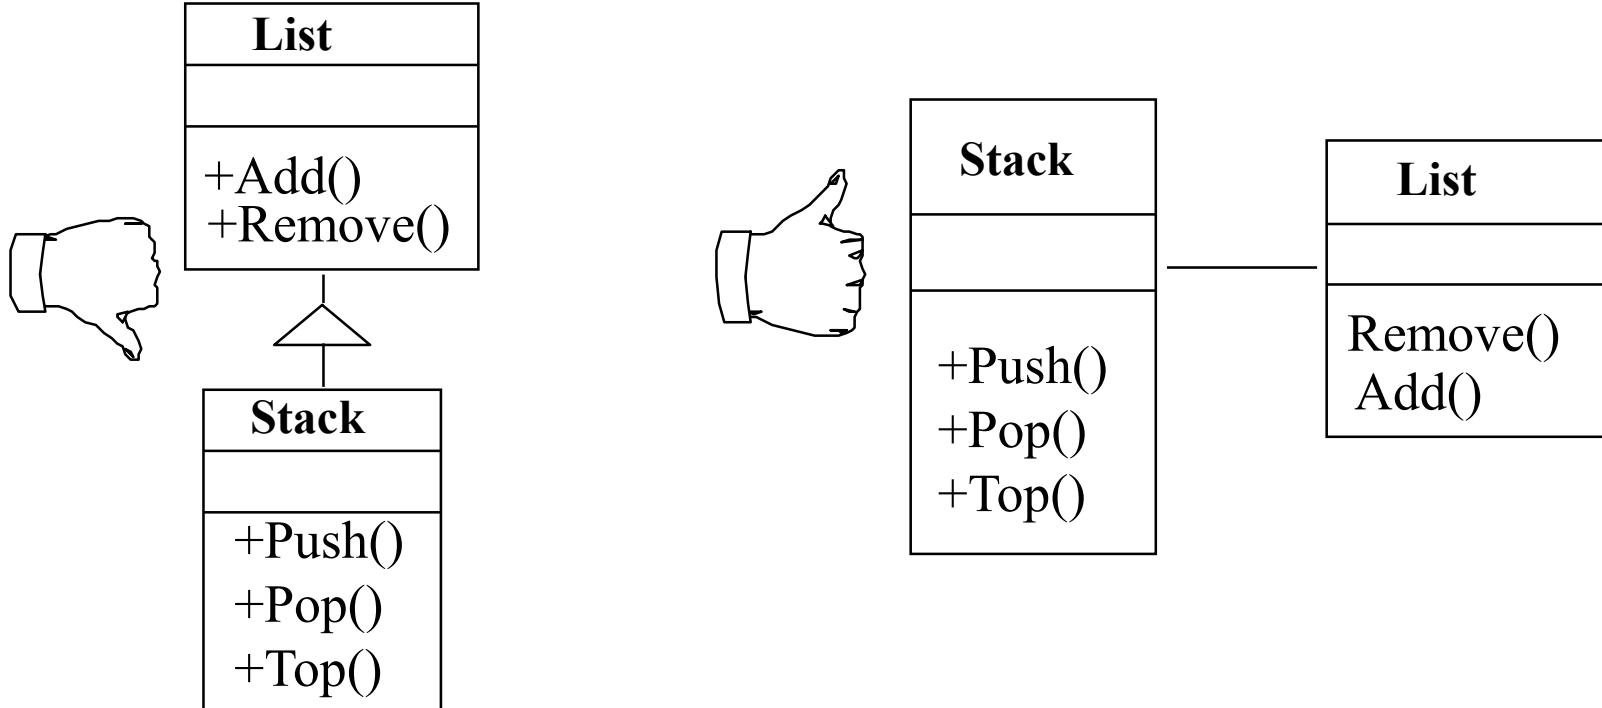 List
+Add()
+Remove()
Stack
+Push()
+Pop()
+Top()
Stack
+Push()
+Pop()
+Top()
List
Remove()
Add()